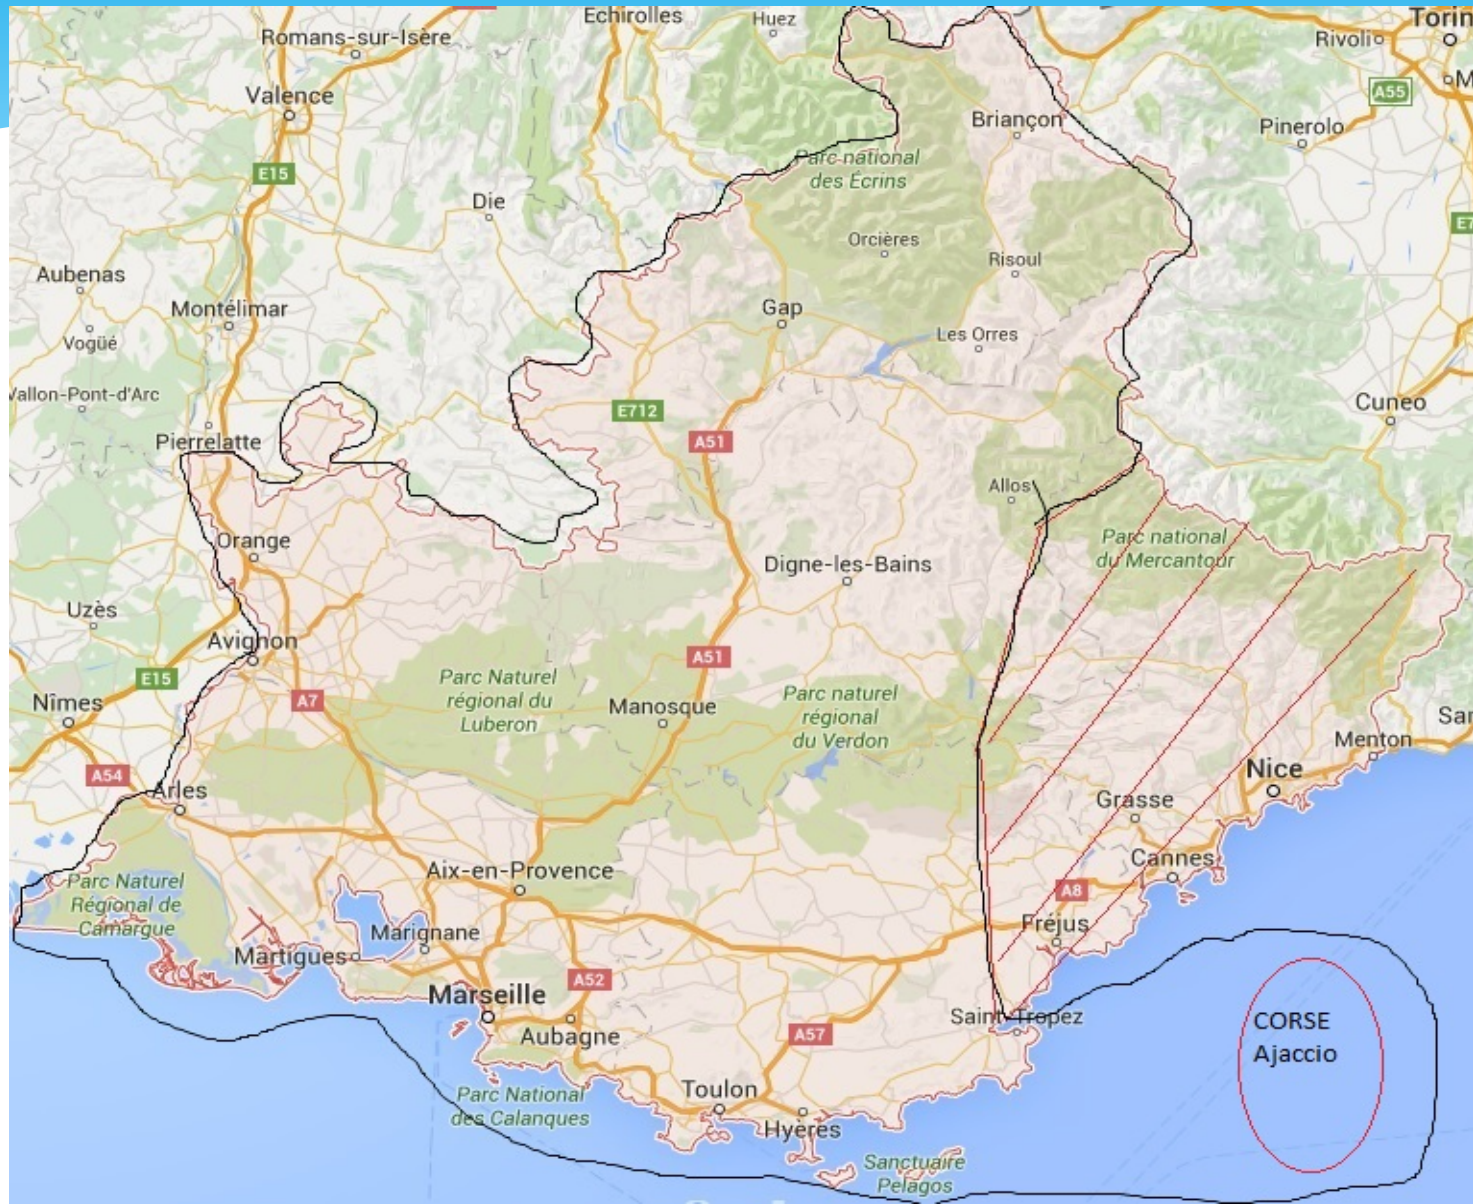 Echirolles
Huez
Torin
Romans-sur-Isère
Rivoli
A55
Valence
Briançon
Pinerolo
Parc national
des Écrins
E15
Die
Orcières
Risoul
Aubenas
Montélimar
Gap
Vogüé
Les Orres
Vallon-Pont-d'Arc
E712
Cuneo
Pierrelatte
A51
Allos
Orange
Parc national
du Mercantour
Digne-les-Bains
Uzès
Avignon
A51
E15
Parc Naturel
régional du
Luberon
Parc naturel
régional
du Verdon
A7
Nîmes
Manosque
Menton
A54
Nice
Arles
Grasse
Cannes
Aix-en-Provence
A8
Parc Naturel
Régional de
Camargue
Fréjus
Marignane
Martigues
A52
Marseille
Saint-Tropez
CORSE
Ajaccio
Aubagne
A57
Parc National
des Calanques
Toulon
Hyères
Sanctuaire
Pelagos